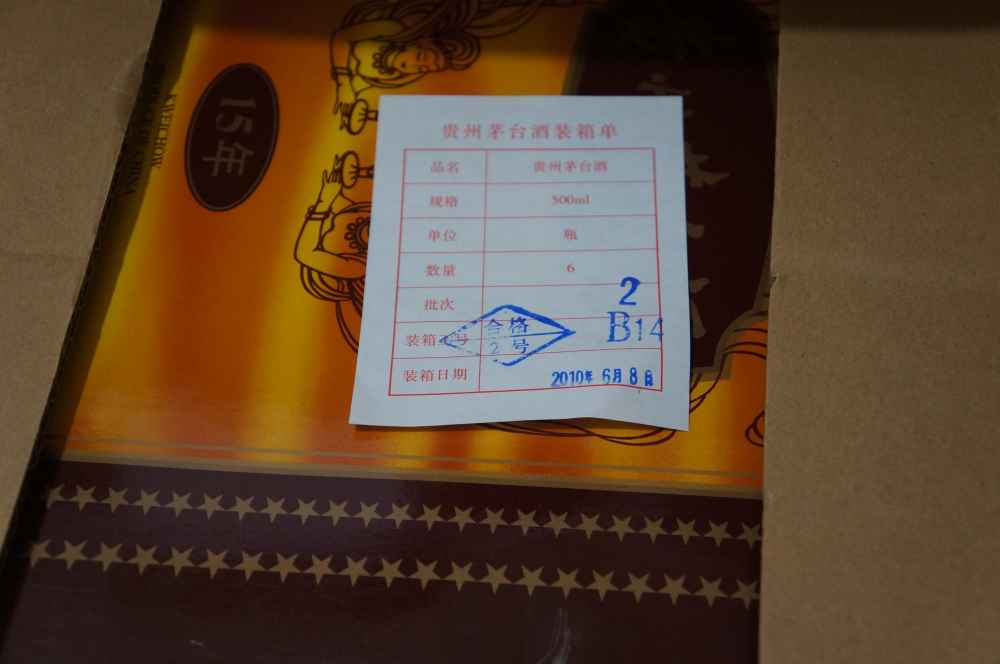 贵州茅台酒装箱单
品名 贵州茅台酒
规格 500ml
单位 瓶
数量 6
批次 2
B14
装箱 号 合格
2号
装箱日期 2010年 6月 8日
15年
KWEICHOW